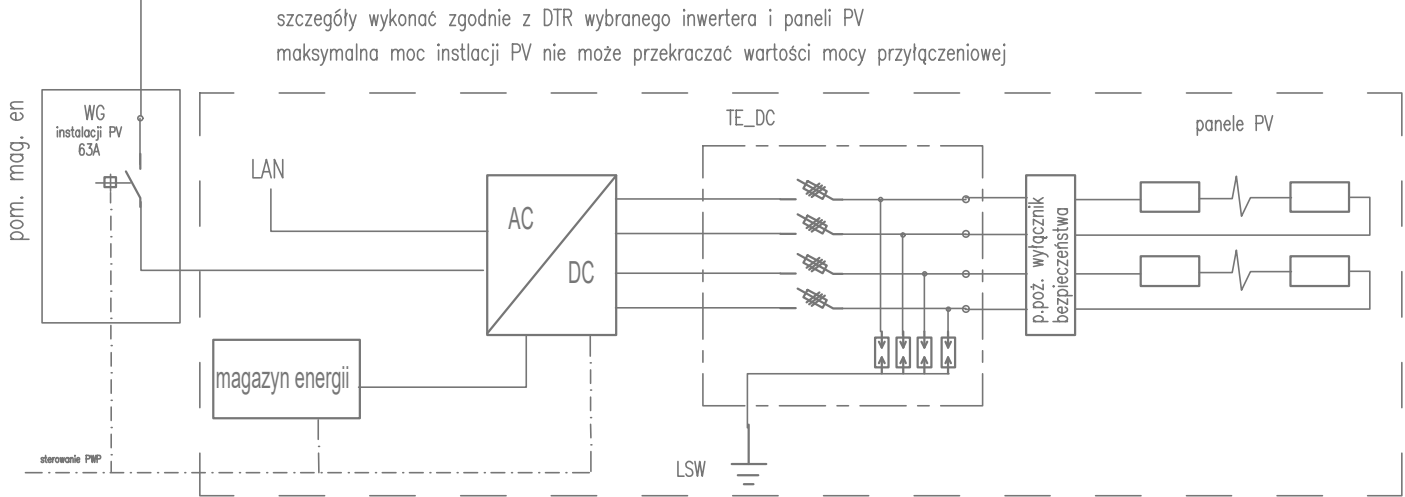 szczegóły wykonać zgodnie z DTR wybranego inwertera i paneli PV
maksymalna moc instlacji PV nie może przekraczać wartości mocy przyłączeniowej
pom. mag. en
WG
instalacji PV
63A
LAN
AC
DC
TE_DC
panele PV
p.poż. wyłącznik
bezpieczeństwa
magazyn energii
sterowanie PWP
LSW